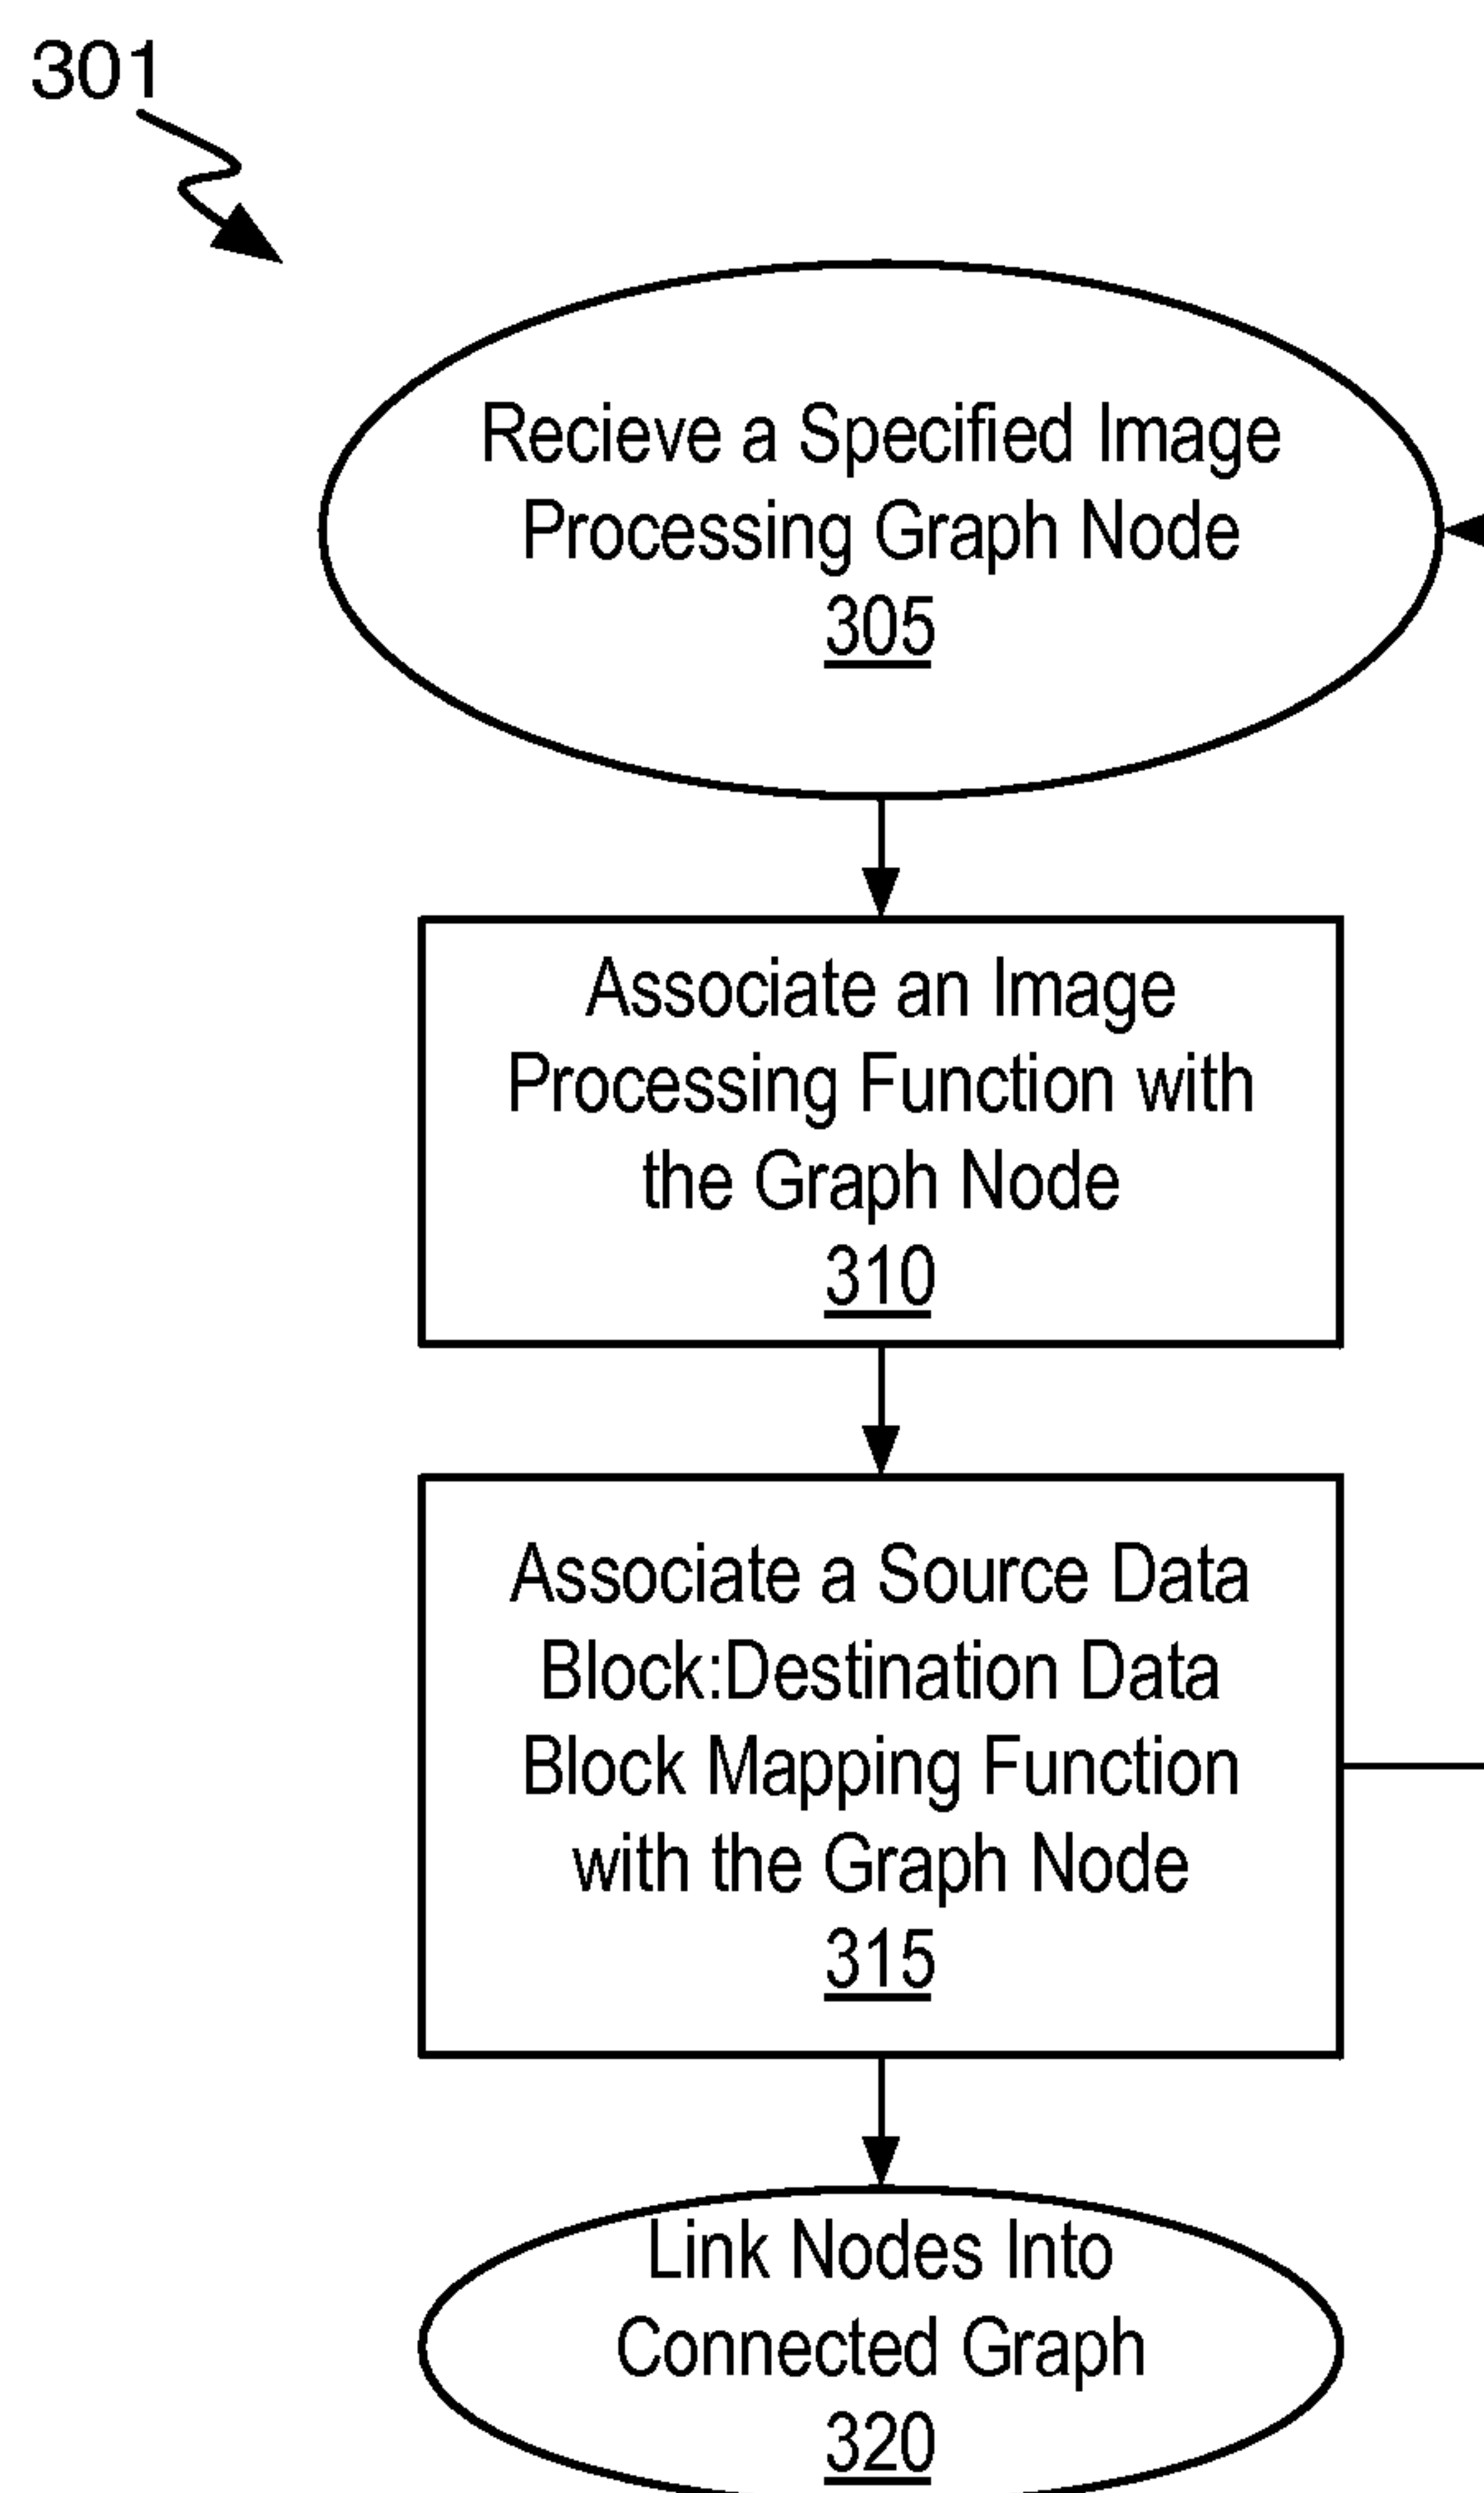 301
Recieve a Specified Image
Processing Graph Node
305
Associate an Image
Processing Function with
the Graph Node
310
Associate a Source Data
Block:Destination Data
Block Mapping Function
with the Graph Node
315
Link Nodes Into
Connected Graph
320